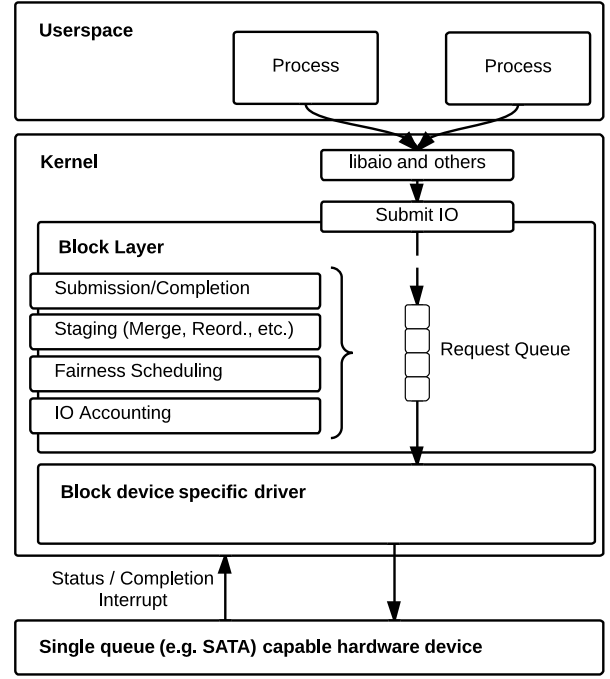 Userspace
Process
Process
Kernel
libaio and others
Submit IO
Block Layer
Submission/Completion
Staging (Merge, Reord., etc.)
Fairness Scheduling
IO Accounting
Request Queue
Block device specific driver
Status / Completion
Interrupt
Single queue (e.g. SATA) capable hardware device